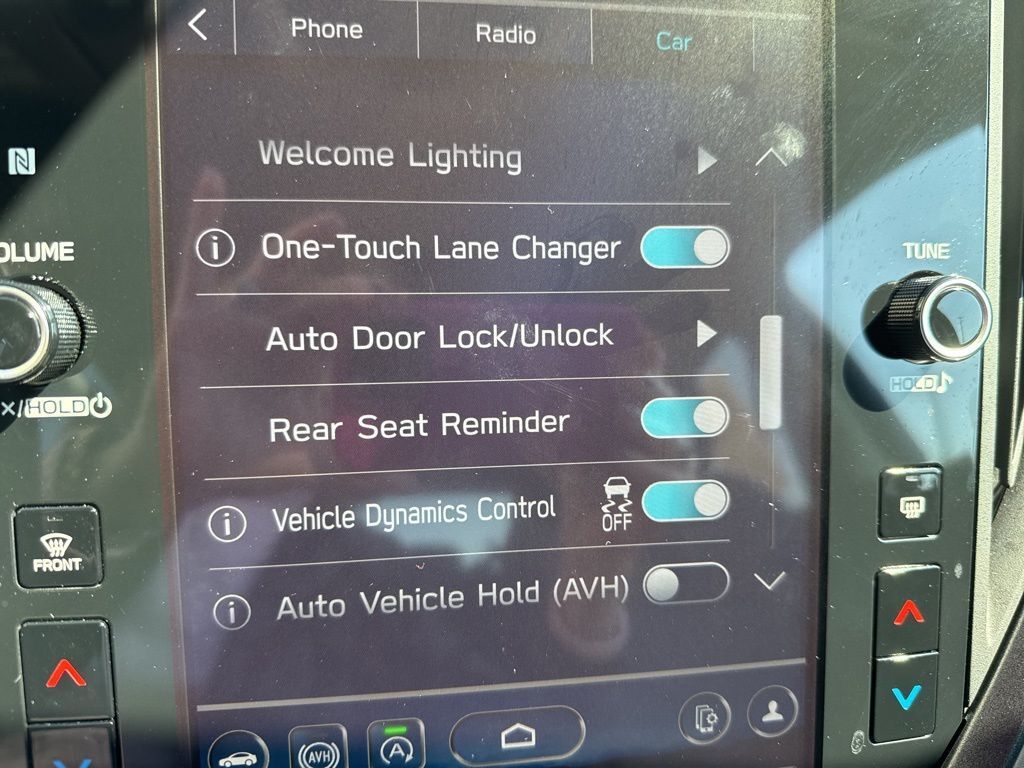 Phone
Radio
Car
Welcome Lighting
N
OLUME
One-Touch Lane Changer
TUNE
Auto Door Lock/Unlock
HOLD
×/HOLD
Rear Seat Reminder
Vehicle Dynamics Control
OFF
FRONT
Auto Vehicle Hold (AVH)
AVH
A